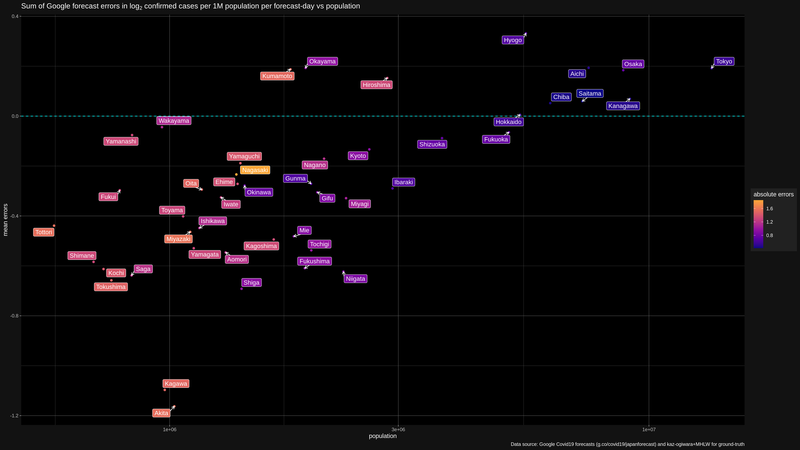 Sum of Google forecast errors in log2 confirmed cases per 1M population per forecast-day vs population
0.4
Hyogo
Okayama
Osaka
Tokyo
Kumamoto
Aichi
Hiroshima
Chiba
Saitama
Kanagawa
0.0
Wakayama
Hokkaido
Yamanashi
Fukuoka
Shizuoka
Yamaguchi
Kyoto
Nagano
Nagasaki
absolute errors
Oita
Ehime
Gunma
Ibaraki
Okinawa
1.6
Fukui
Gifu
1.2
Iwate
Miyagi
mean errors
Toyama
-0.4
Ishikawa
0.8
Tottori
Mie
Miyazaki
Kagoshima
Tochigi
Shimane
Yamagata
Aomori
Fukushima
Saga
Kochi
Niigata
Tokushima
Shiga
-0.8
Kagawa
Akita
-1.2
1e+06
3e+06
1e+07
population
Data source: Google Covid19 forecasts (g.co/covid19/japanforecast) and kaz-ogiwara+MHLW for ground-truth